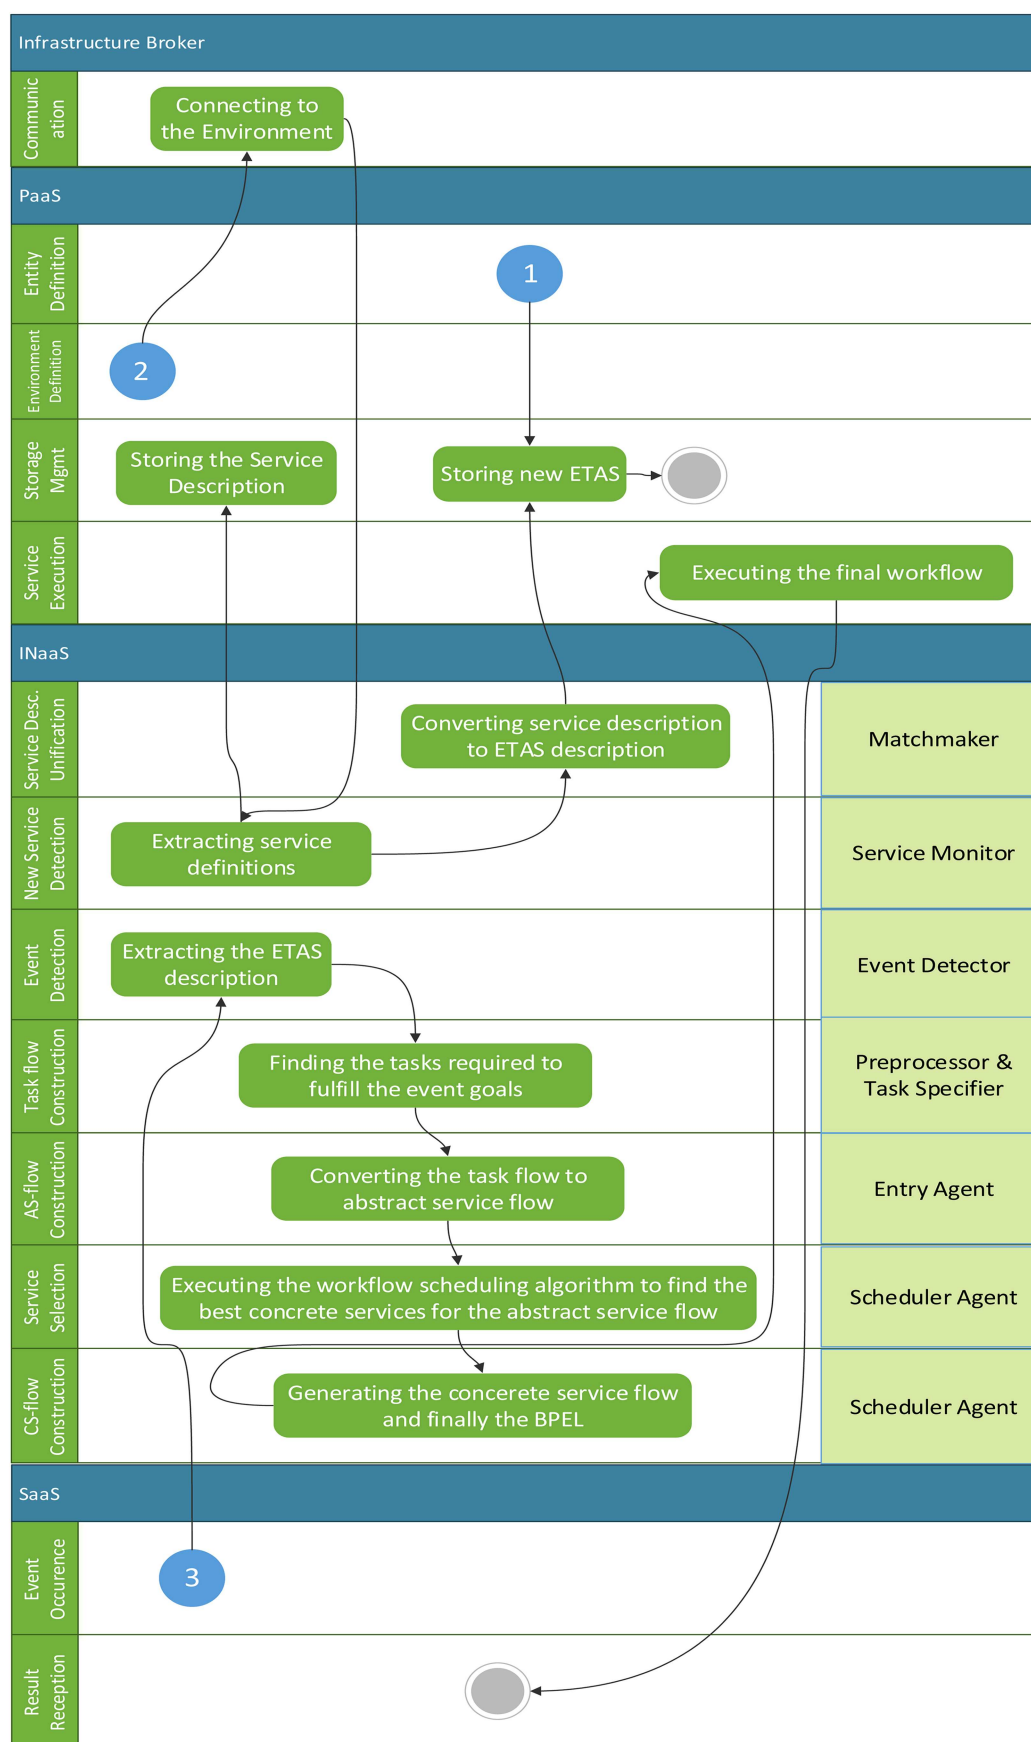 Infrastructure Broker
Communic
ation
Connecting to
the Environment
PaaS
Entity
Definition
1
Environment
Definition
2
Storage
Mgmt
Storing the Service
Description
Storing new ETAS
Service
Execution
Executing the final workflow
INaaS
Service Desc.
Unification
Converting service description
to ETAS description
Matchmaker
New Service
Detection
Extracting service
definitions
Service Monitor
Event
Detection
Extracting the ETAS
description
Event Detector
Task flow
Construction
Finding the tasks required to
fulfill the event goals
Preprocessor &
Task Specifier
AS-flow
Construction
Converting the task flow to
abstract service flow
Entry Agent
Service
Selection
Executing the workflow scheduling algorithm to find the
best concrete services for the abstract service flow
Scheduler Agent
CS-flow
Construction
Generating the concerete service flow
and finally the BPEL
Scheduler Agent
SaaS
Event
Occurence
3
Result
Reception